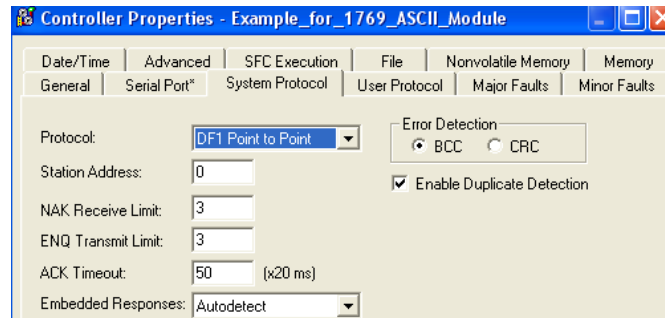 Controller Properties - Example_for_1769_ASCII_Module
Date/Time Advanced SFC Execution File Nonvolatile Memory Memory
General Serial Port* System Protocol User Protocol Major Faults Minor Faults
Protocol: DF1 Point to Point
Error Detection
BCC CRC
Station Address: 0
Enable Duplicate Detection
NAK Receive Limit: 3
ENQ Transmit Limit: 3
ACK Timeout: 50 (x20 ms)
Embedded Responses: Autodetect